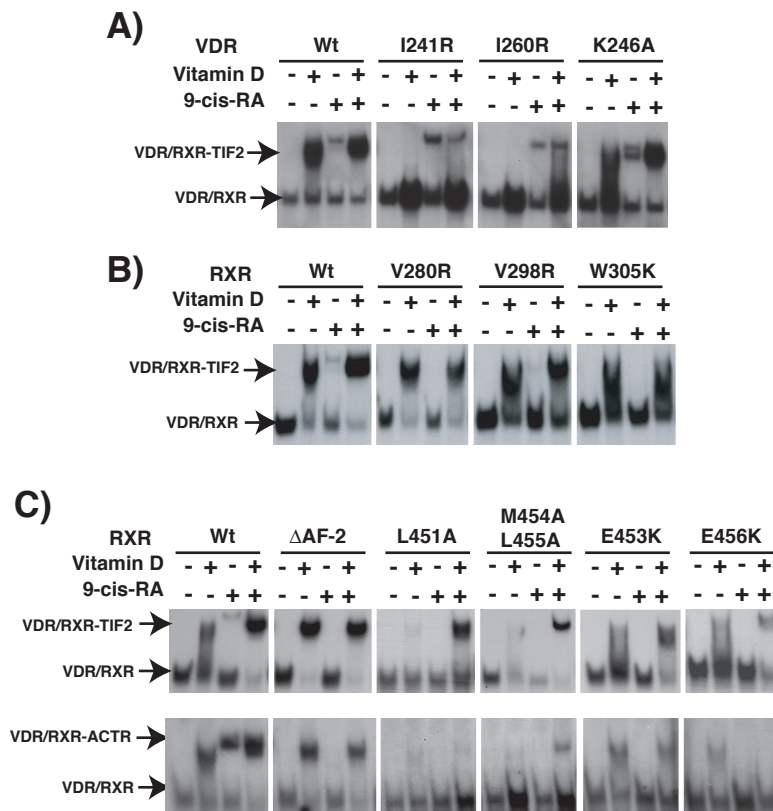 A)
VDR Wt I241R I260R K246A
Vitamin D - + - + - + - + - + - + - + - +
9-cis-RA - - + + - - + + - - + + - - + +
VDR/RXR-TIF2
VDR/RXR
B)
RXR Wt V280R V298R W305K
Vitamin D - + - + - + - + - + - + - + - +
9-cis-RA - - + + - - + + - - + + - - + +
VDR/RXR-TIF2
VDR/RXR
C)
RXR Wt ΔAF-2 L451A M454A L455A E453K E456K
Vitamin D - + - + - + - + - + - + - + - + - + - + - + - +
9-cis-RA - - + + - - + + - - + + - - + + - - + + - - + +
VDR/RXR-TIF2
VDR/RXR
VDR/RXR-ACTR
VDR/RXR